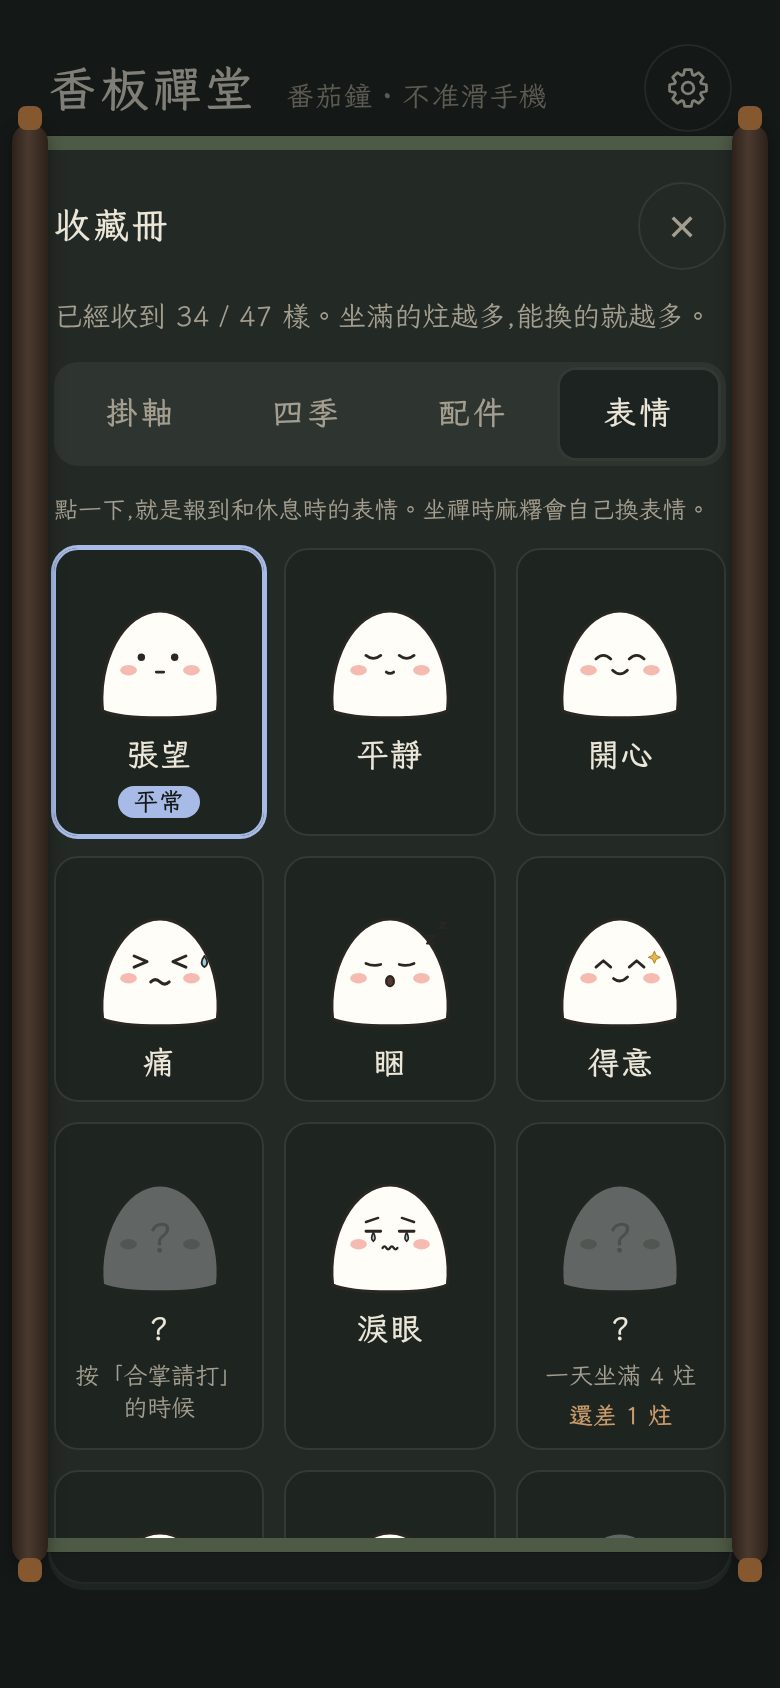 香板禪堂 番茄鐘・不准滑手機
收藏冊
已經收到 34 / 47 樣。坐滿的炷越多,能換的就越多。
掛軸 四季 配件 表情
點一下,就是報到和休息時的表情。坐禪時麻糬會自己換表情。
張望 平靜 開心
平常
痛 睏 得意
? ?
? 淚眼 ?
按「合掌請打」 一天坐滿 4 炷
的時候 還差 1 炷